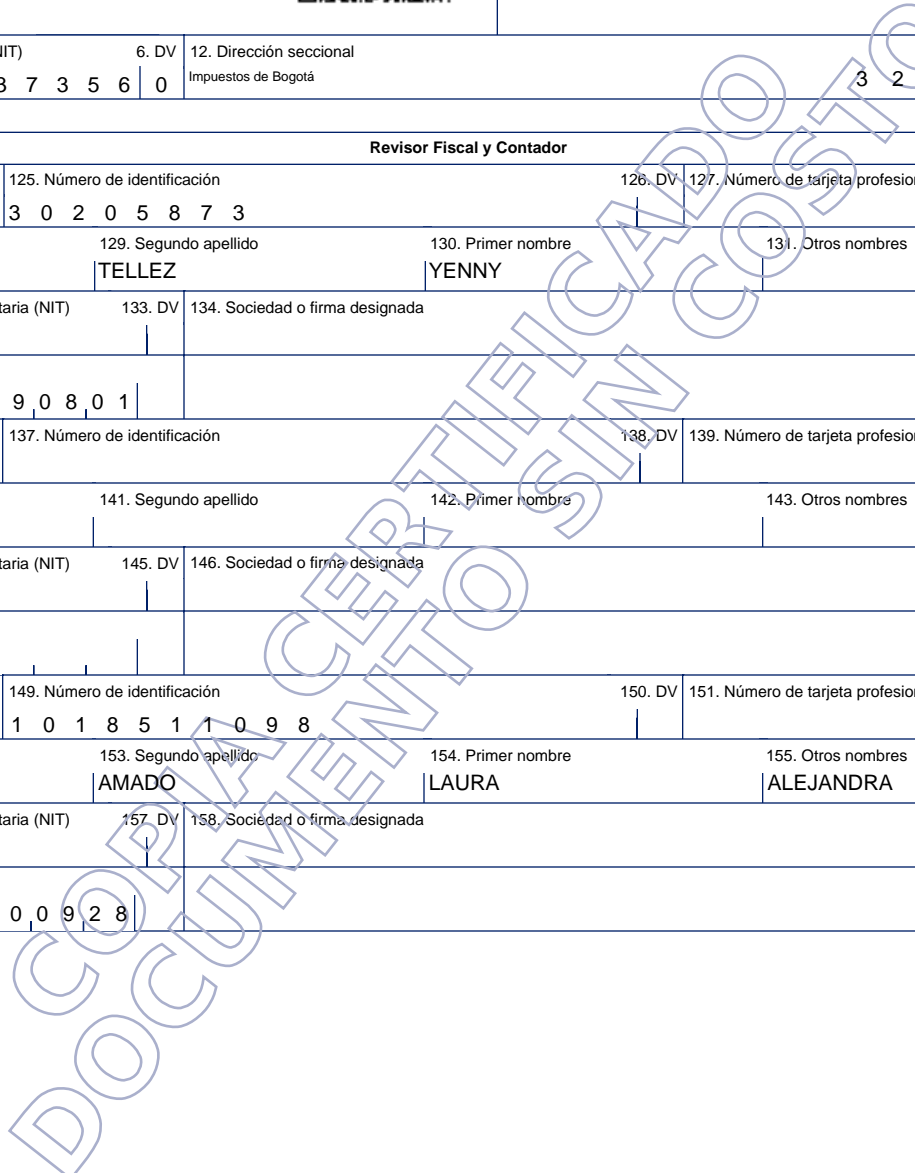 NIT) 6. DV 12. Dirección seccional
3 7 3 5 6 0 Impuestos de Bogotá 3 2
Revisor Fiscal y Contador
125. Número de identificación 126. DV 127. Número de tarjeta profesion
3 0 2 0 5 8 7 3
129. Segundo apellido 130. Primer nombre 131. Otros nombres
TELLEZ YENNY
taria (NIT) 133. DV 134. Sociedad o firma designada
9 0 8 0 1
137. Número de identificación 138. DV 139. Número de tarjeta profesion
141. Segundo apellido 142. Primer nombre 143. Otros nombres
taria (NIT) 145. DV 146. Sociedad o firma designada
149. Número de identificación 150. DV 151. Número de tarjeta profesion
1 0 1 8 5 1 1 0 9 8
153. Segundo apellido 154. Primer nombre 155. Otros nombres
AMADO LAURA ALEJANDRA
taria (NIT) 157. DV 158. Sociedad o firma designada
0 0 9 2 8
COPIA CERTIFICADO
DOCUMENTO SIN COSTO